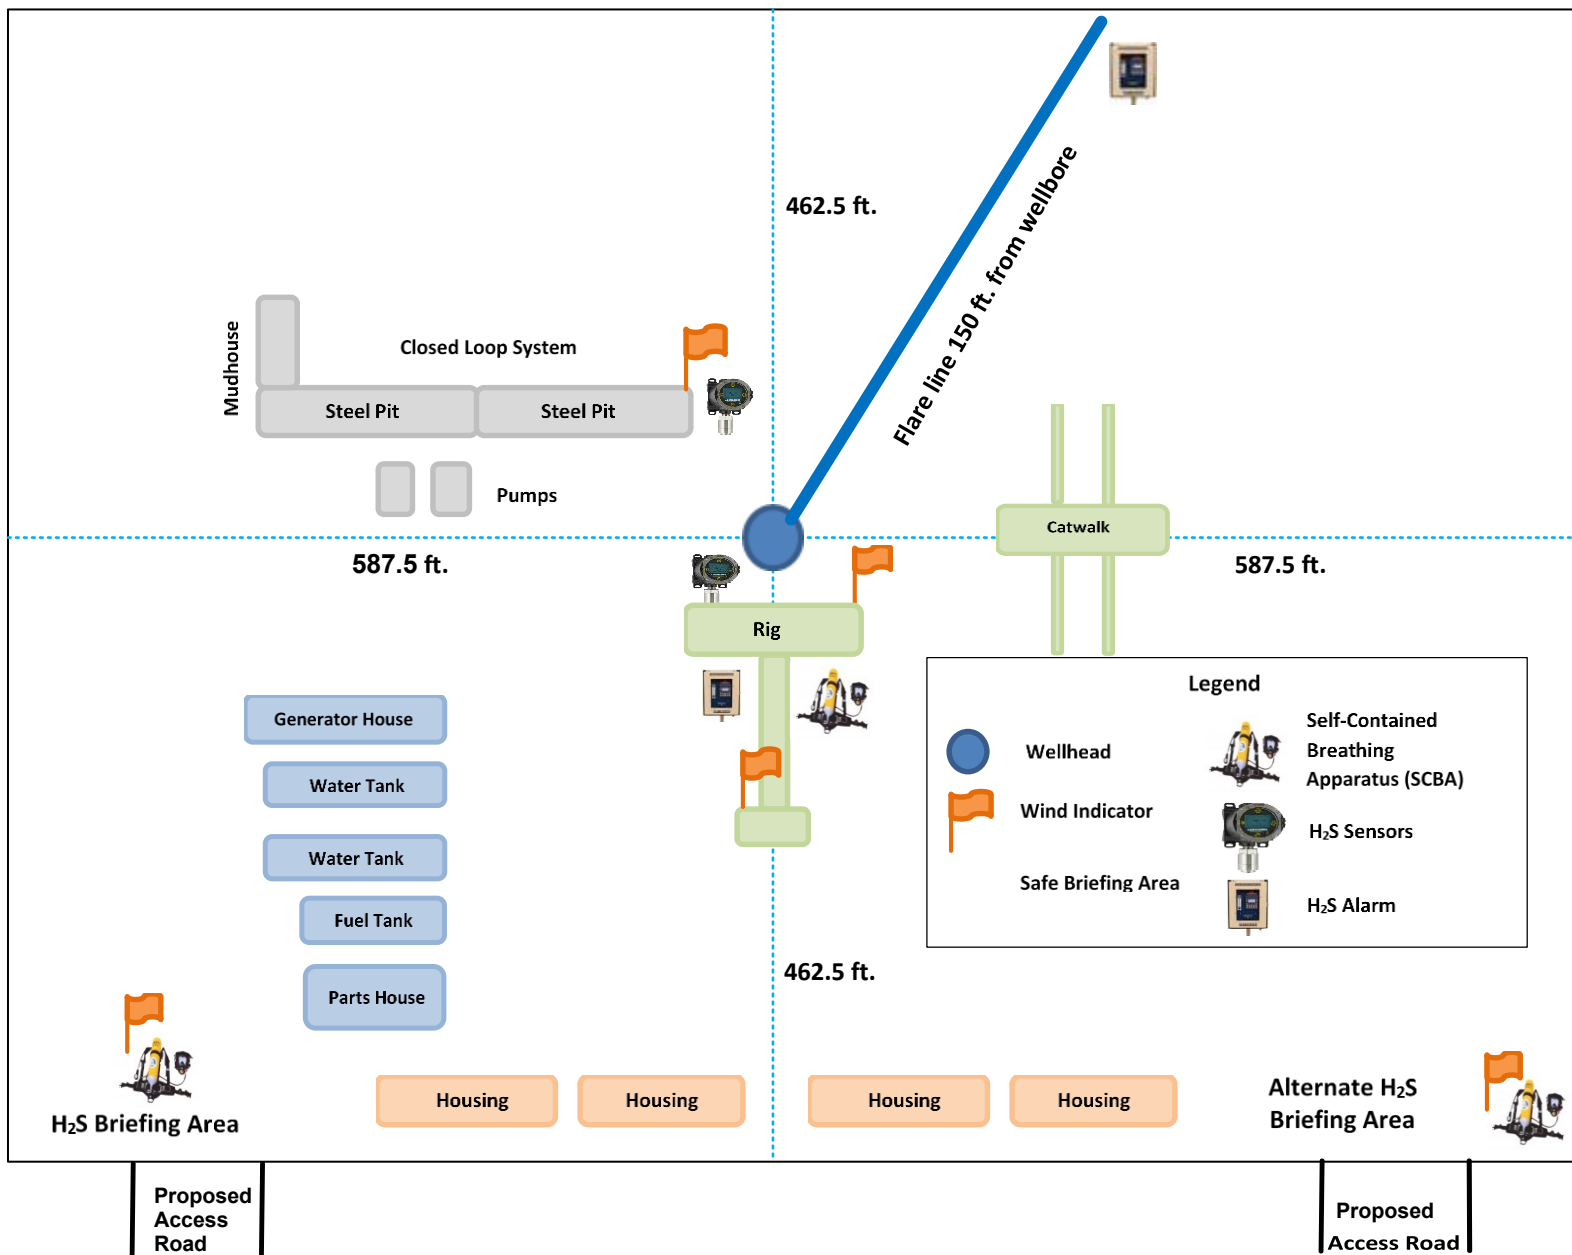 462.5 ft.
Flare line 150 ft. from wellbore
Mudhouse
Closed Loop System
Steel Pit
Steel Pit
Pumps
Catwalk
587.5 ft.
587.5 ft.
Rig
Legend
Wellhead
Self-Contained
Breathing
Apparatus (SCBA)
Wind Indicator
H₂S Sensors
Safe Briefing Area
H₂S Alarm
Generator House
Water Tank
Water Tank
Fuel Tank
Parts House
462.5 ft.
H₂S Briefing Area
Housing
Housing
Housing
Housing
Alternate H₂S
Briefing Area
Proposed
Access
Road
Proposed
Access Road